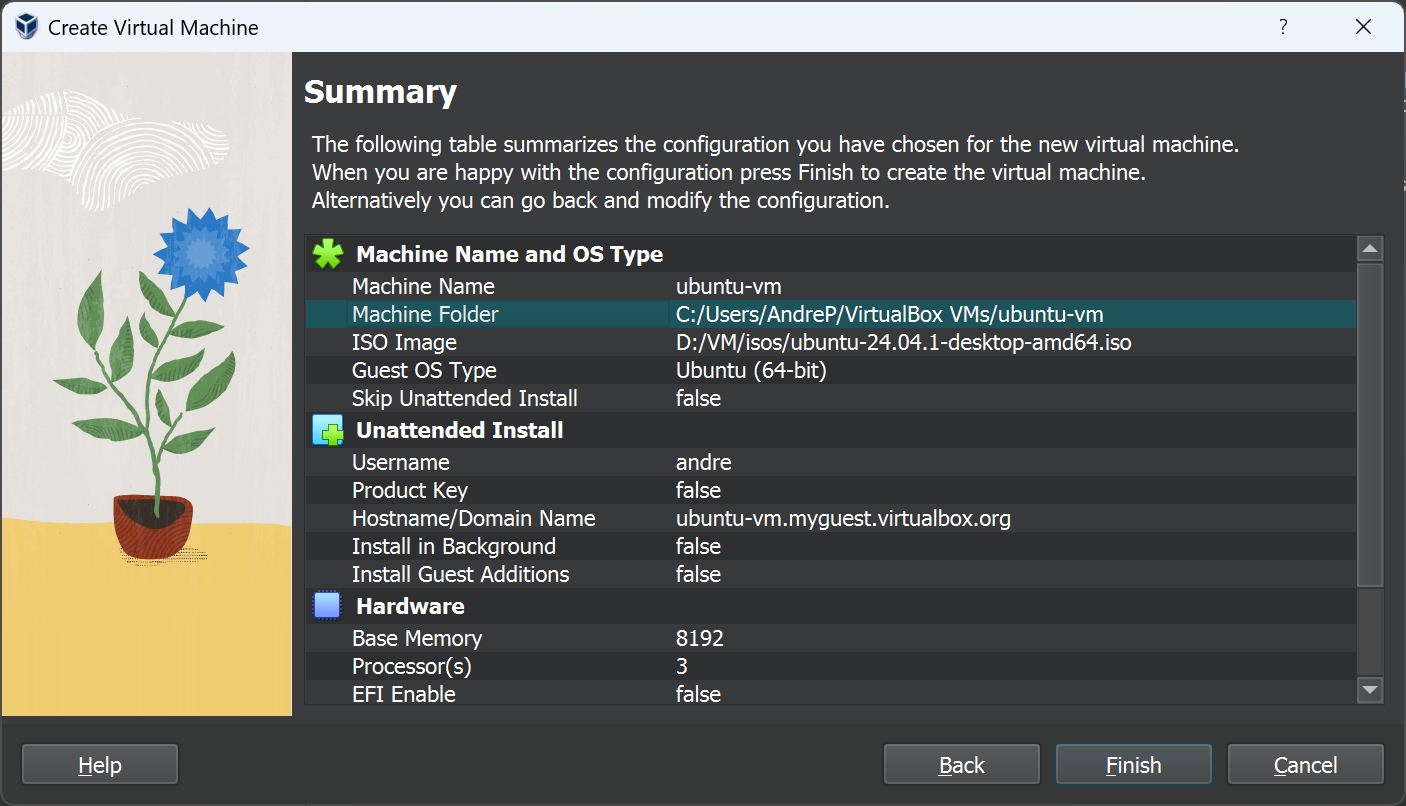 Create Virtual Machine
?
Summary
The following table summarizes the configuration you have chosen for the new virtual machine.
When you are happy with the configuration press Finish to create the virtual machine.
Alternatively you can go back and modify the configuration.
Machine Name and OS Type
Machine Name ubuntu-vm
Machine Folder C:/Users/AndreP/VirtualBox VMs/ubuntu-vm
ISO Image D:/VM/isos/ubuntu-24.04.1-desktop-amd64.iso
Guest OS Type Ubuntu (64-bit)
Skip Unattended Install false
Unattended Install
Username andre
Product Key false
Hostname/Domain Name ubuntu-vm.myguest.virtualbox.org
Install in Background false
Install Guest Additions false
Hardware
Base Memory 8192
Processor(s) 3
EFI Enable false
Help Back Finish Cancel